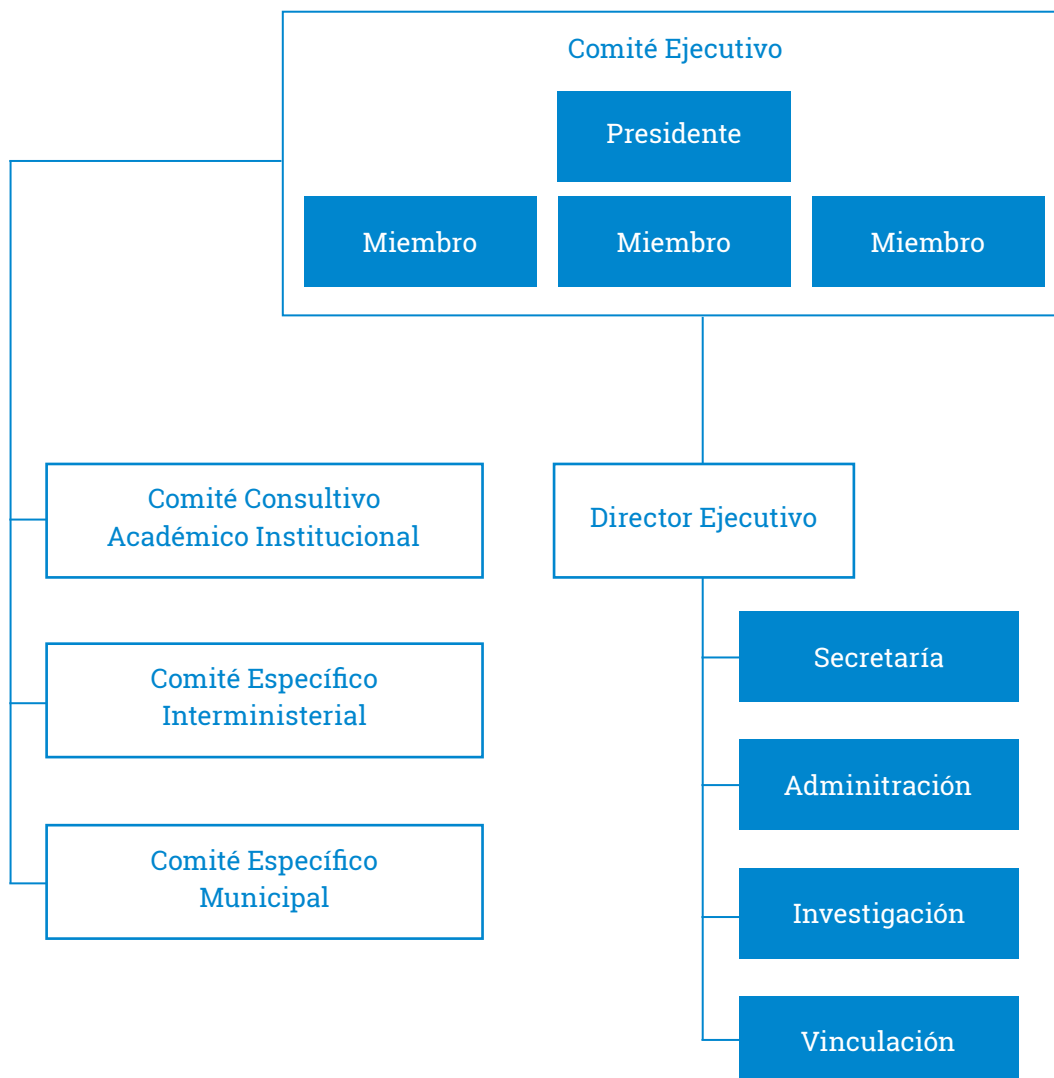 Comité Ejecutivo
Presidente
Miembro
Miembro
Miembro
Comité Consultivo
Académico Institucional
Director Ejecutivo
Comité Específico
Interministerial
Comité Específico
Municipal
Secretaría
Adminitración
Investigación
Vinculación